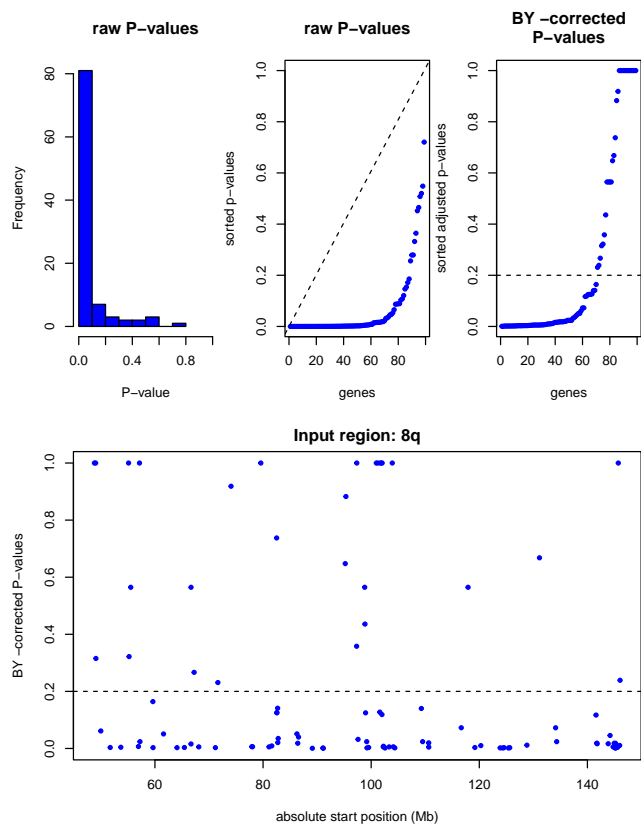 raw P−values
Frequency
0 20 40 60 80
0.0 0.4 0.8
P−value
raw P−values
sorted p−values
0.0 0.2 0.4 0.6 0.8 1.0
0 20 40 60 80
genes
BY −corrected
P−values
sorted adjusted p−values
0.0 0.2 0.4 0.6 0.8 1.0
0 20 40 60 80
genes
Input region: 8q
BY −corrected P−values
0.0 0.2 0.4 0.6 0.8 1.0
60 80 100 120 140
absolute start position (Mb)